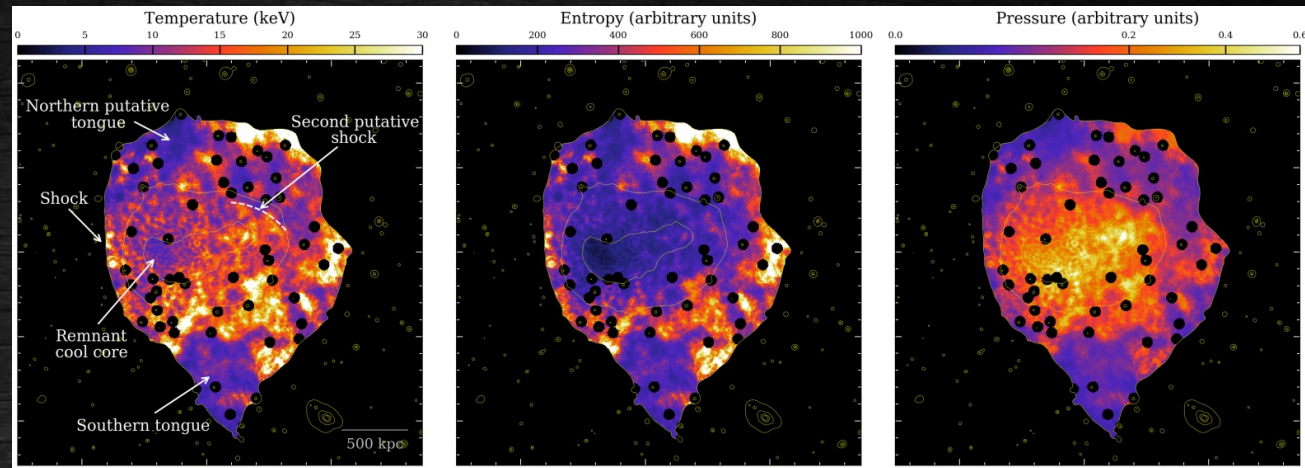 Temperature (keV)
0 5 10 15 20 30
Northern putative
tongue
Second putative
shock
Shock
Remnant
cool core
Southern tongue
500 kpc
Entropy (arbitrary units)
0 200 400 600 800 1000
Pressure (arbitrary units)
0.0 0.2 0.4 0.6